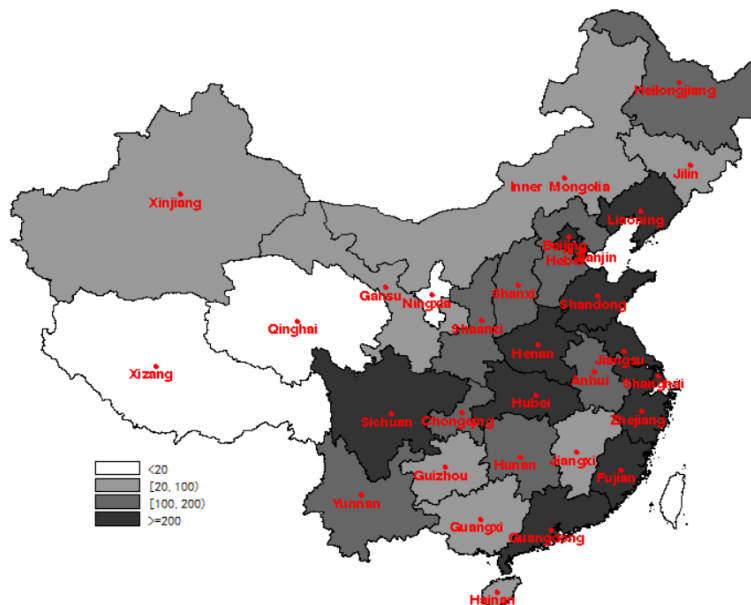 Heilongjiang
Jilin
Inner Mongolia
Xinjiang
Liaoning
Beijing
Tianjin
Hebei
Gansu
Ningxia
Shanxi
Shandong
Qinghai
Shaanxi
Henan
Jiangsu
Xizang
Anhui
Shanghai
Hubei
Sichuan
Chongqing
Zhejiang
Hunan
Jiangxi
Guizhou
Fujian
<20
[20, 100)
[100, 200)
>=200
Yunnan
Guangxi
Guangdong
Hainan